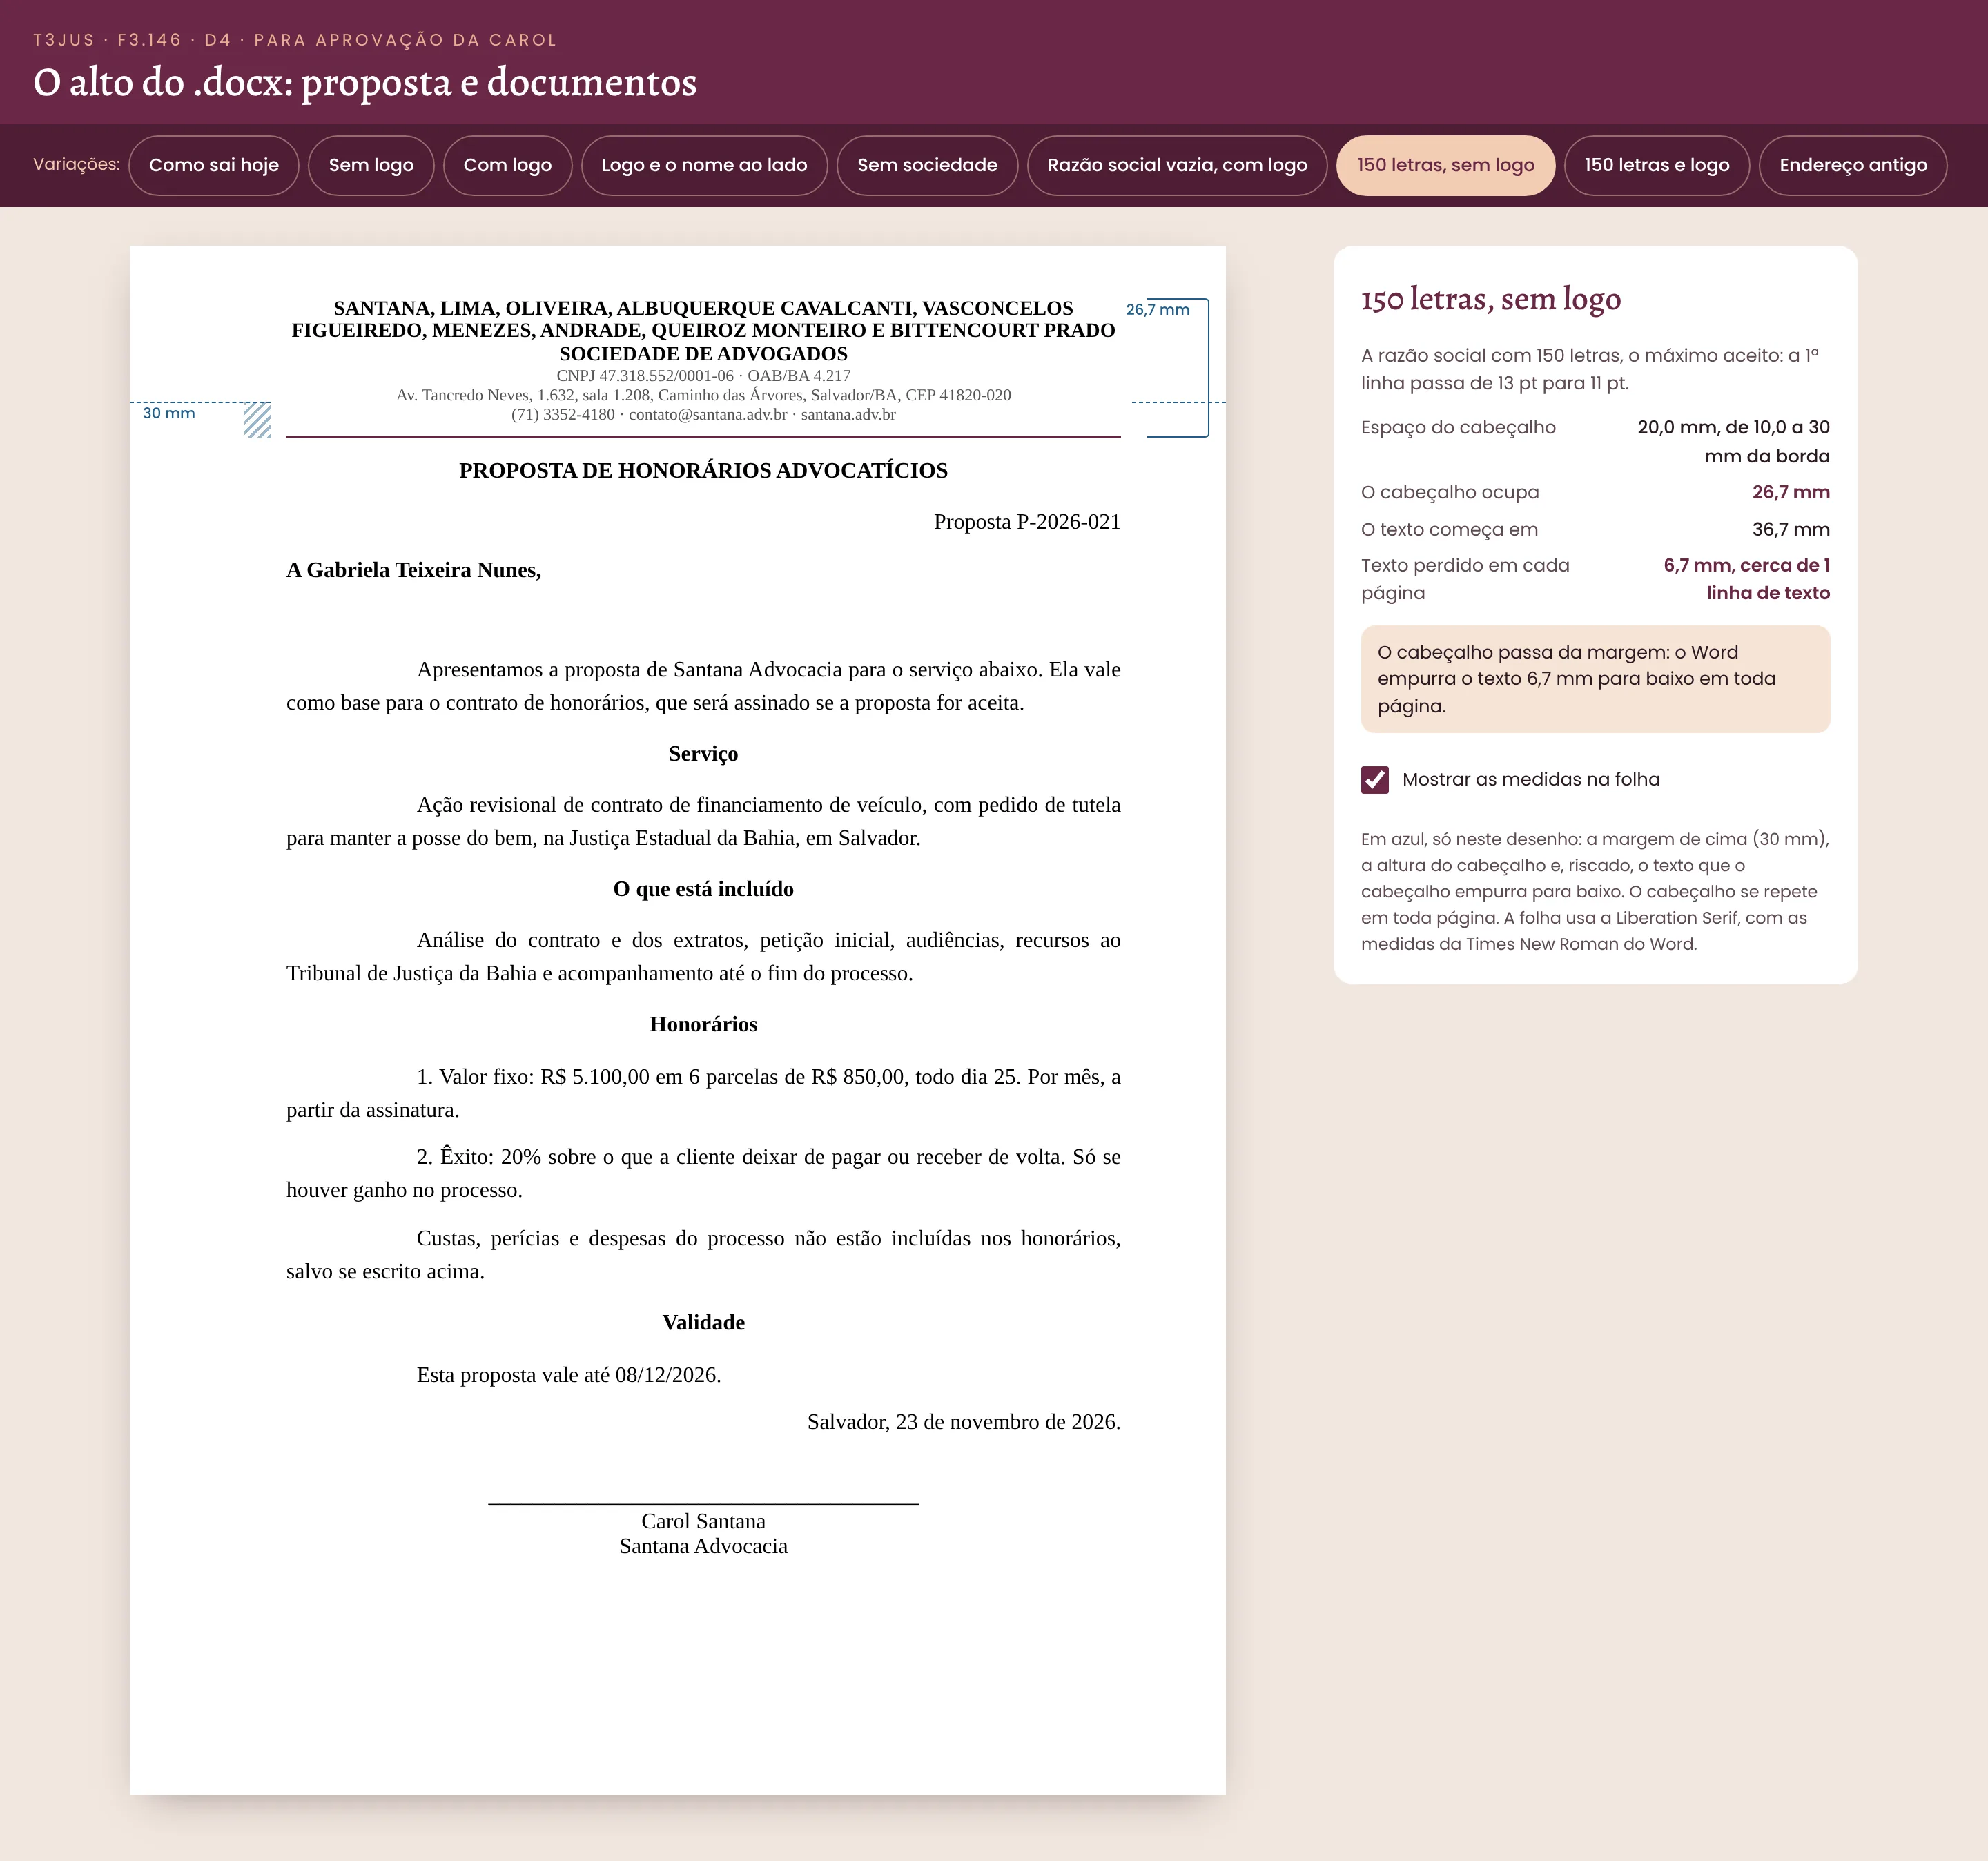 T3JUS · F3.146 · D4 · PARA APROVAÇÃO DA CAROL
O alto do .docx: proposta e documentos
Variações:
Como sai hoje
Sem logo
Com logo
Logo e o nome ao lado
Sem sociedade
Razão social vazia, com logo
150 letras, sem logo
150 letras e logo
Endereço antigo
SANTANA, LIMA, OLIVEIRA, ALBUQUERQUE CAVALCANTI, VASCONCELOS
FIGUEIREDO, MENEZES, ANDRADE, QUEIROZ MONTEIRO E BITTENCOURT PRADO
SOCIEDADE DE ADVOGADOS
CNPJ 47.318.552/0001-06 · OAB/BA 4.217
Av. Tancredo Neves, 1.632, sala 1.208, Caminho das Árvores, Salvador/BA, CEP 41820-020
(71) 3352-4180 · contato@santana.adv.br · santana.adv.br
26,7 mm
30 mm
PROPOSTA DE HONORÁRIOS ADVOCATÍCIOS
Proposta P-2026-021
A Gabriela Teixeira Nunes,
Apresentamos a proposta de Santana Advocacia para o serviço abaixo. Ela vale
como base para o contrato de honorários, que será assinado se a proposta for aceita.
Serviço
Ação revisional de contrato de financiamento de veículo, com pedido de tutela
para manter a posse do bem, na Justiça Estadual da Bahia, em Salvador.
O que está incluído
Análise do contrato e dos extratos, petição inicial, audiências, recursos ao
Tribunal de Justiça da Bahia e acompanhamento até o fim do processo.
Honorários
1. Valor fixo: R$ 5.100,00 em 6 parcelas de R$ 850,00, todo dia 25. Por mês, a
partir da assinatura.
2. Êxito: 20% sobre o que a cliente deixar de pagar ou receber de volta. Só se
houver ganho no processo.
Custas, perícias e despesas do processo não estão incluídas nos honorários,
salvo se escrito acima.
Validade
Esta proposta vale até 08/12/2026.
Salvador, 23 de novembro de 2026.
Carol Santana
Santana Advocacia
150 letras, sem logo
A razão social com 150 letras, o máximo aceito: a 1ª
linha passa de 13 pt para 11 pt.
Espaço do cabeçalho
20,0 mm, de 10,0 a 30
mm da borda
O cabeçalho ocupa
26,7 mm
O texto começa em
36,7 mm
Texto perdido em cada
página
6,7 mm, cerca de 1
linha de texto
O cabeçalho passa da margem: o Word
empurra o texto 6,7 mm para baixo em toda
página.
Mostrar as medidas na folha
Em azul, só neste desenho: a margem de cima (30 mm),
a altura do cabeçalho e, riscado, o texto que o
cabeçalho empurra para baixo. O cabeçalho se repete
em toda página. A folha usa a Liberation Serif, com as
medidas da Times New Roman do Word.